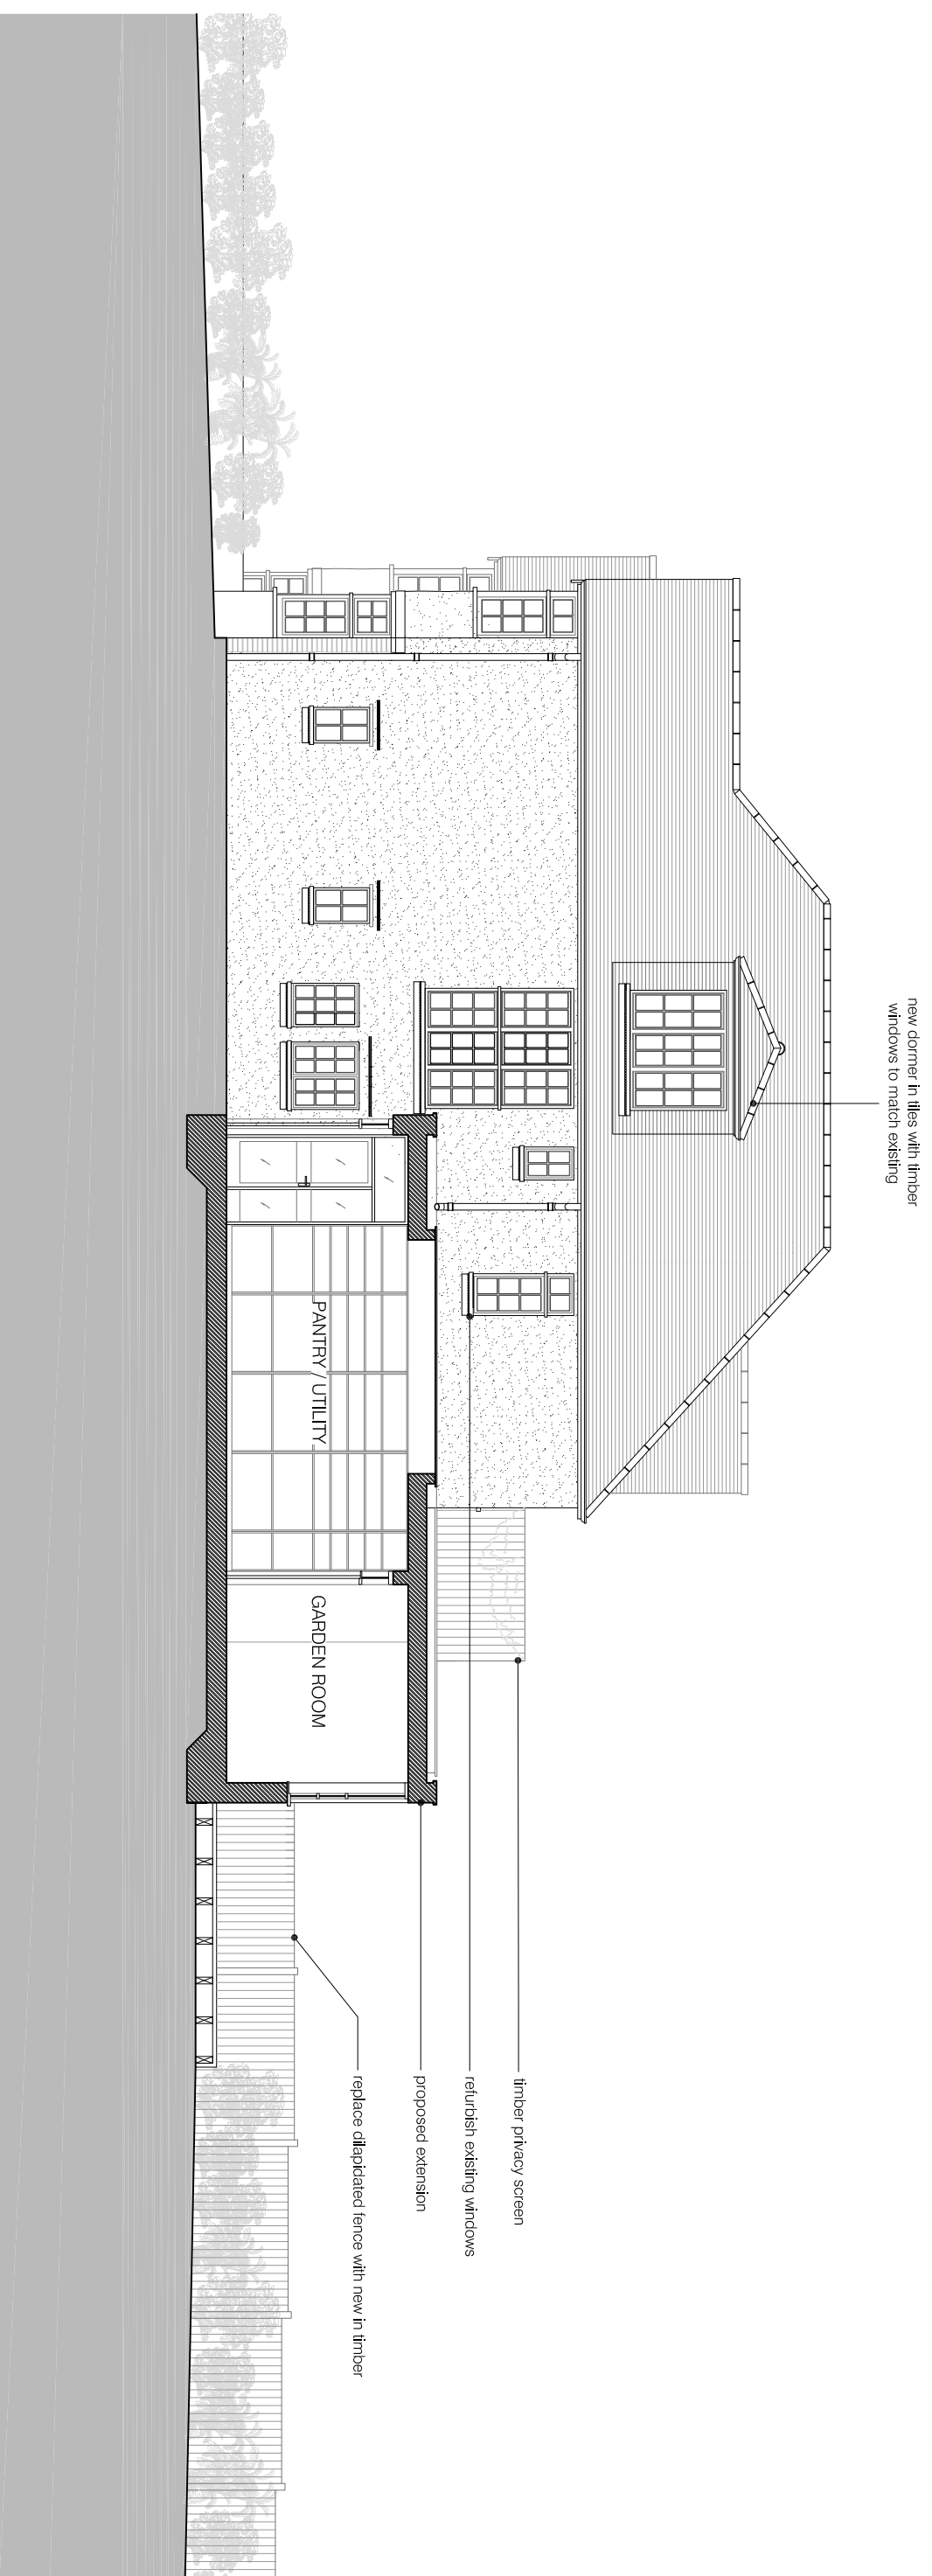 new dormer in tiles with timber
windows to match existing
timber privacy screen
refurbish existing windows
proposed extension
replace dilapidated fence with new in timber
PANTRY / UTILITY
GARDEN ROOM